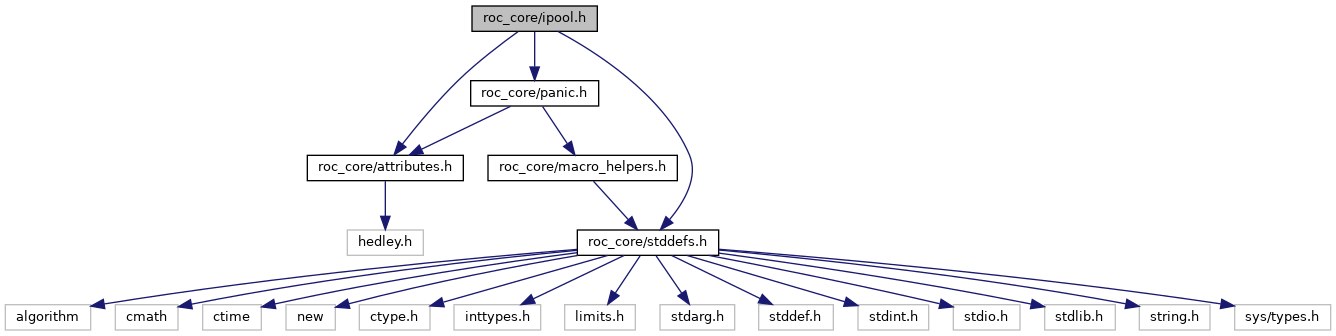 roc_core/ipool.h
roc_core/panic.h
roc_core/attributes.h
roc_core/macro_helpers.h
hedley.h
roc_core/stddefs.h
algorithm
cmath
ctime
new
ctype.h
inttypes.h
limits.h
stdarg.h
stddef.h
stdint.h
stdio.h
stdlib.h
string.h
sys/types.h